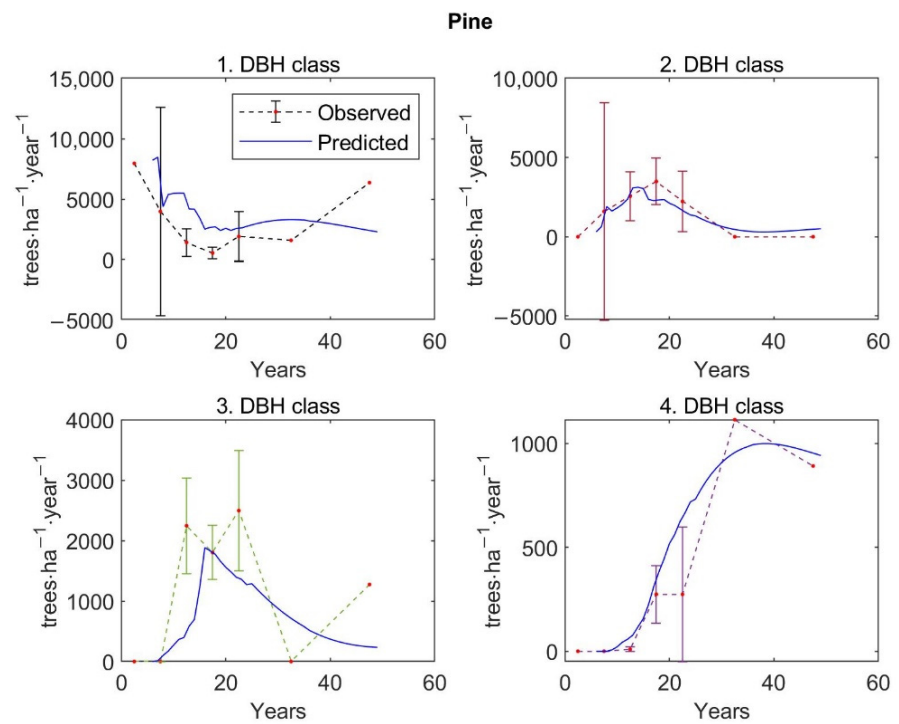 Pine
1. DBH class
15,000
10,000
5000
0
−5000
trees·ha⁻¹·year⁻¹
0 20 40 60
Years
Observed
Predicted
2. DBH class
10,000
5000
0
−5000
trees·ha⁻¹·year⁻¹
0 20 40 60
Years
3. DBH class
4000
3000
2000
1000
0
trees·ha⁻¹·year⁻¹
0 20 40 60
Years
4. DBH class
1000
500
0
trees·ha⁻¹·year⁻¹
0 20 40 60
Years